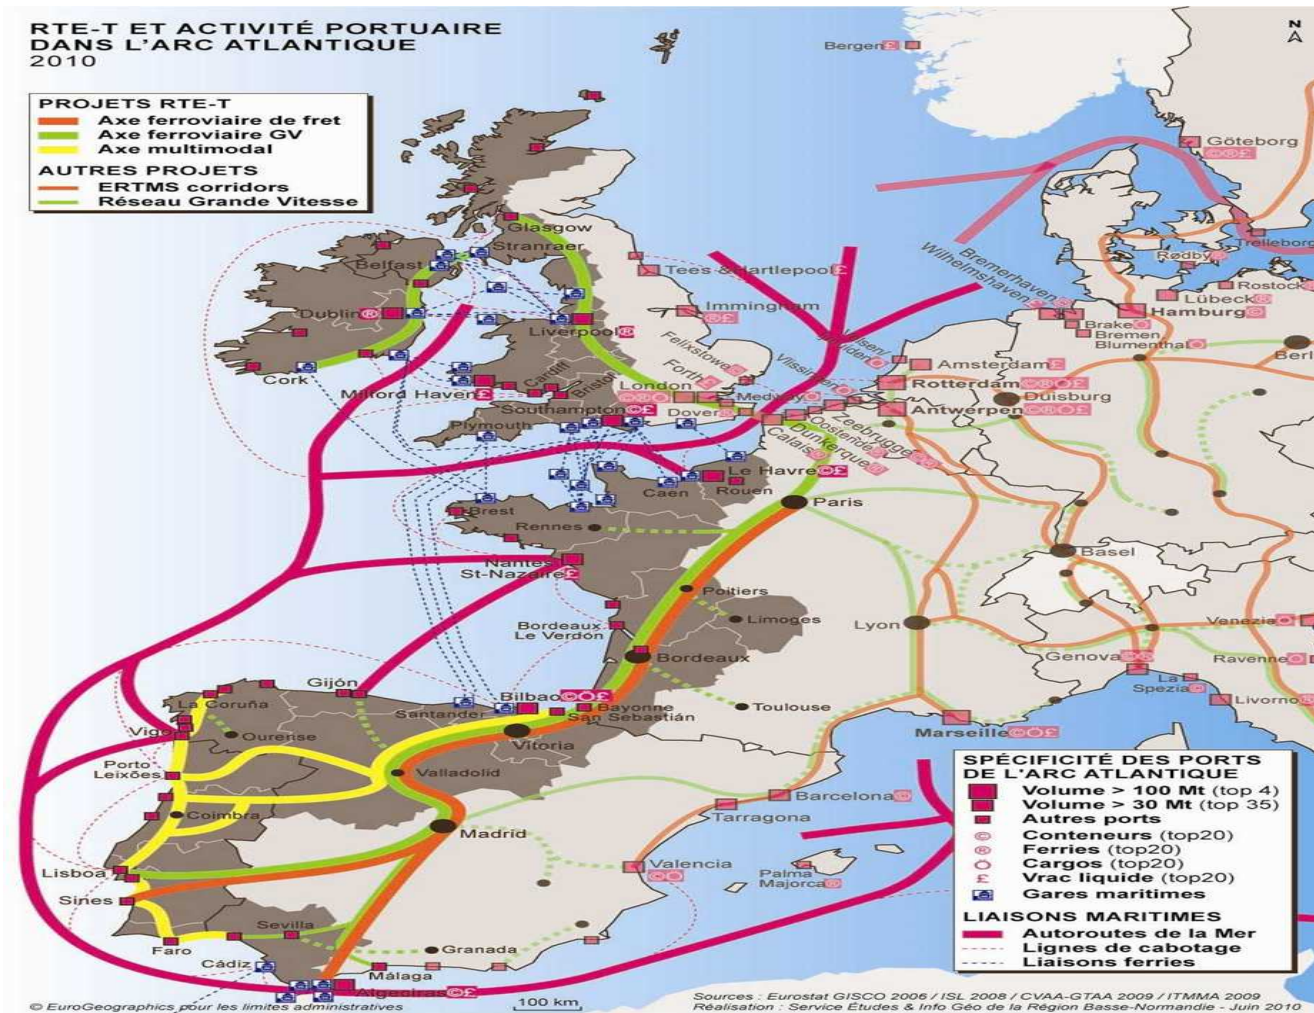 RTE-T ET ACTIVITÉ PORTUAIRE
DANS L'ARC ATLANTIQUE
2010
PROJETS RTE-T
Axe ferroviaire de fret
Axe ferroviaire GV
Axe multimodal
AUTRES PROJETS
ERTMS corridors
Réseau Grande Vitesse
N
Bergen £
Göteborg
©®£
Trelleborg
Rødby
Rostock
Lübeck
Hamburg ©
Bremerhaven
Wilhelmshaven
Brake
Bremen
Blumenthal
Glasgow
Stranraer
Belfast
Tees & Hartlepool £
Immingham
®£
Dublin ®
Liverpool ®
Cork
Milford Haven £
Cardiff
Bristol
Felixstowe
Forth £
London
Medway
Vlissingen
Amsterdam £
Rotterdam
Duisburg
Antwerpen
Southampton ©£
Dover
Plymouth
Zeebrugge
Oostende
Dunkerque
Calais
Le Havre ©£
Rouen
Caen
Brest
Rennes
Paris
Nantes
St-Nazaire £
Basel
Poitiers
Limoges
Lyon
Bordeaux
Le Verdon
Bordeaux
Venezia
Genova
Ravenne
La
Spezia
Livorno
Gijón
La Coruña
Santander
Bilbao
Bayonne
San Sebastián
Toulouse
Marseille
Vigo
Ourense
Vitoria
Porto
Leixões
Valladolid
Coimbra
Madrid
Barcelona ©
Tarragona
Lisboa
Valencia
Palma
Majorca ®
Sines
Sevilla
Faro
Granada
Cádiz
Málaga
Algeciras ©£
SPÉCIFICITÉ DES PORTS
DE L'ARC ATLANTIQUE
Volume > 100 Mt (top 4)
Volume > 30 Mt (top 35)
Autres ports
© Conteneurs (top20)
® Ferries (top20)
Cargos (top20)
£ Vrac liquide (top20)
Gares maritimes
LIAISONS MARITIMES
Autoroutes de la Mer
Lignes de cabotage
Liaisons ferries
© EuroGeographics pour les limites administratives
100 km
Sources : Eurostat GISCO 2006 / ISL 2008 / CVAA-GTAA 2009 / ITMMA 2009
Réalisation : Service Études & Info Géo de la Région Basse-Normandie - Juin 2010